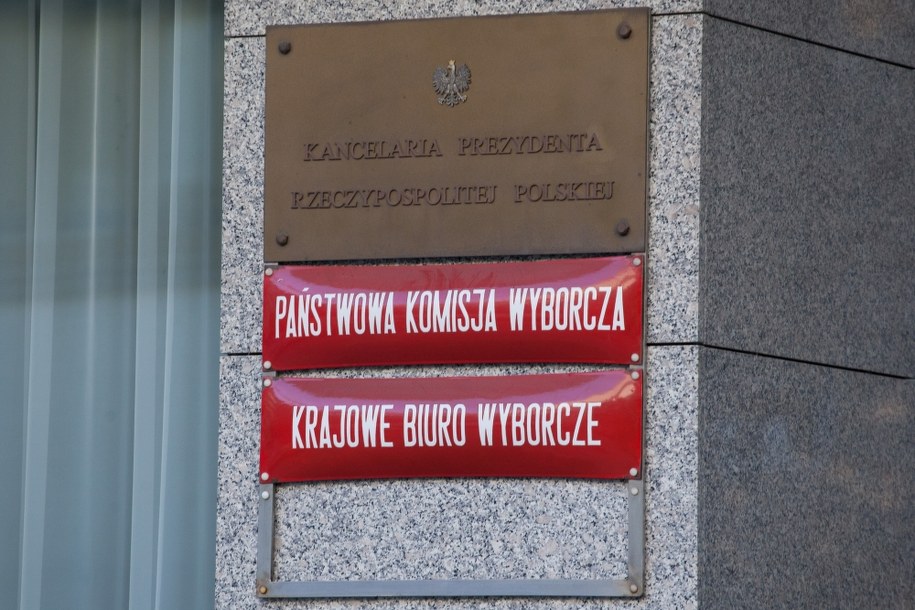 KANCELARIA PREZYDENTA
RZECZYPOSPOLITEJ POLSKIEJ
PAŃSTWOWA KOMISJA WYBORCZA
KRAJOWE BIURO WYBORCZE